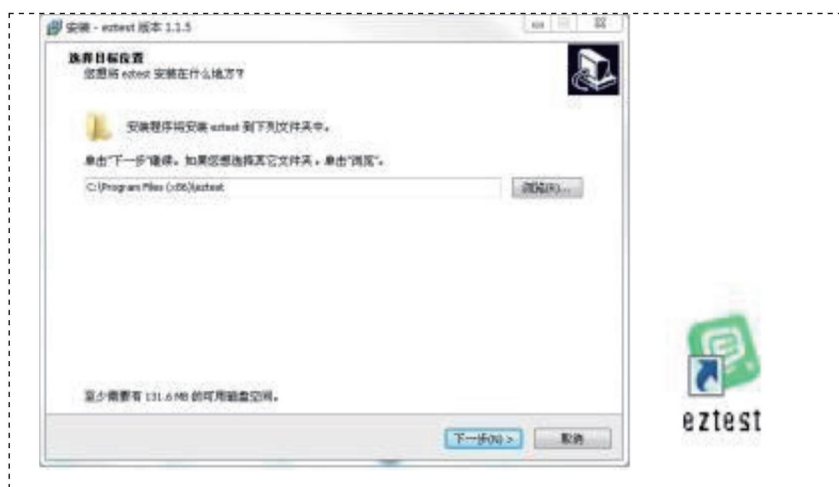 安装 - eztest 版本 1.1.5
选择目标位置
您想将 eztest 安装在什么地方?
安装程序将安装 eztest 到下列文件夹中。
单击“下一步”继续。如果您想选择其它文件夹，单击“浏览”。
C:\Program Files (x86)\eztest
浏览(R)...
至少需要有 131.6 MB 的可用磁盘空间。
下一步(N) >
取消
eztest